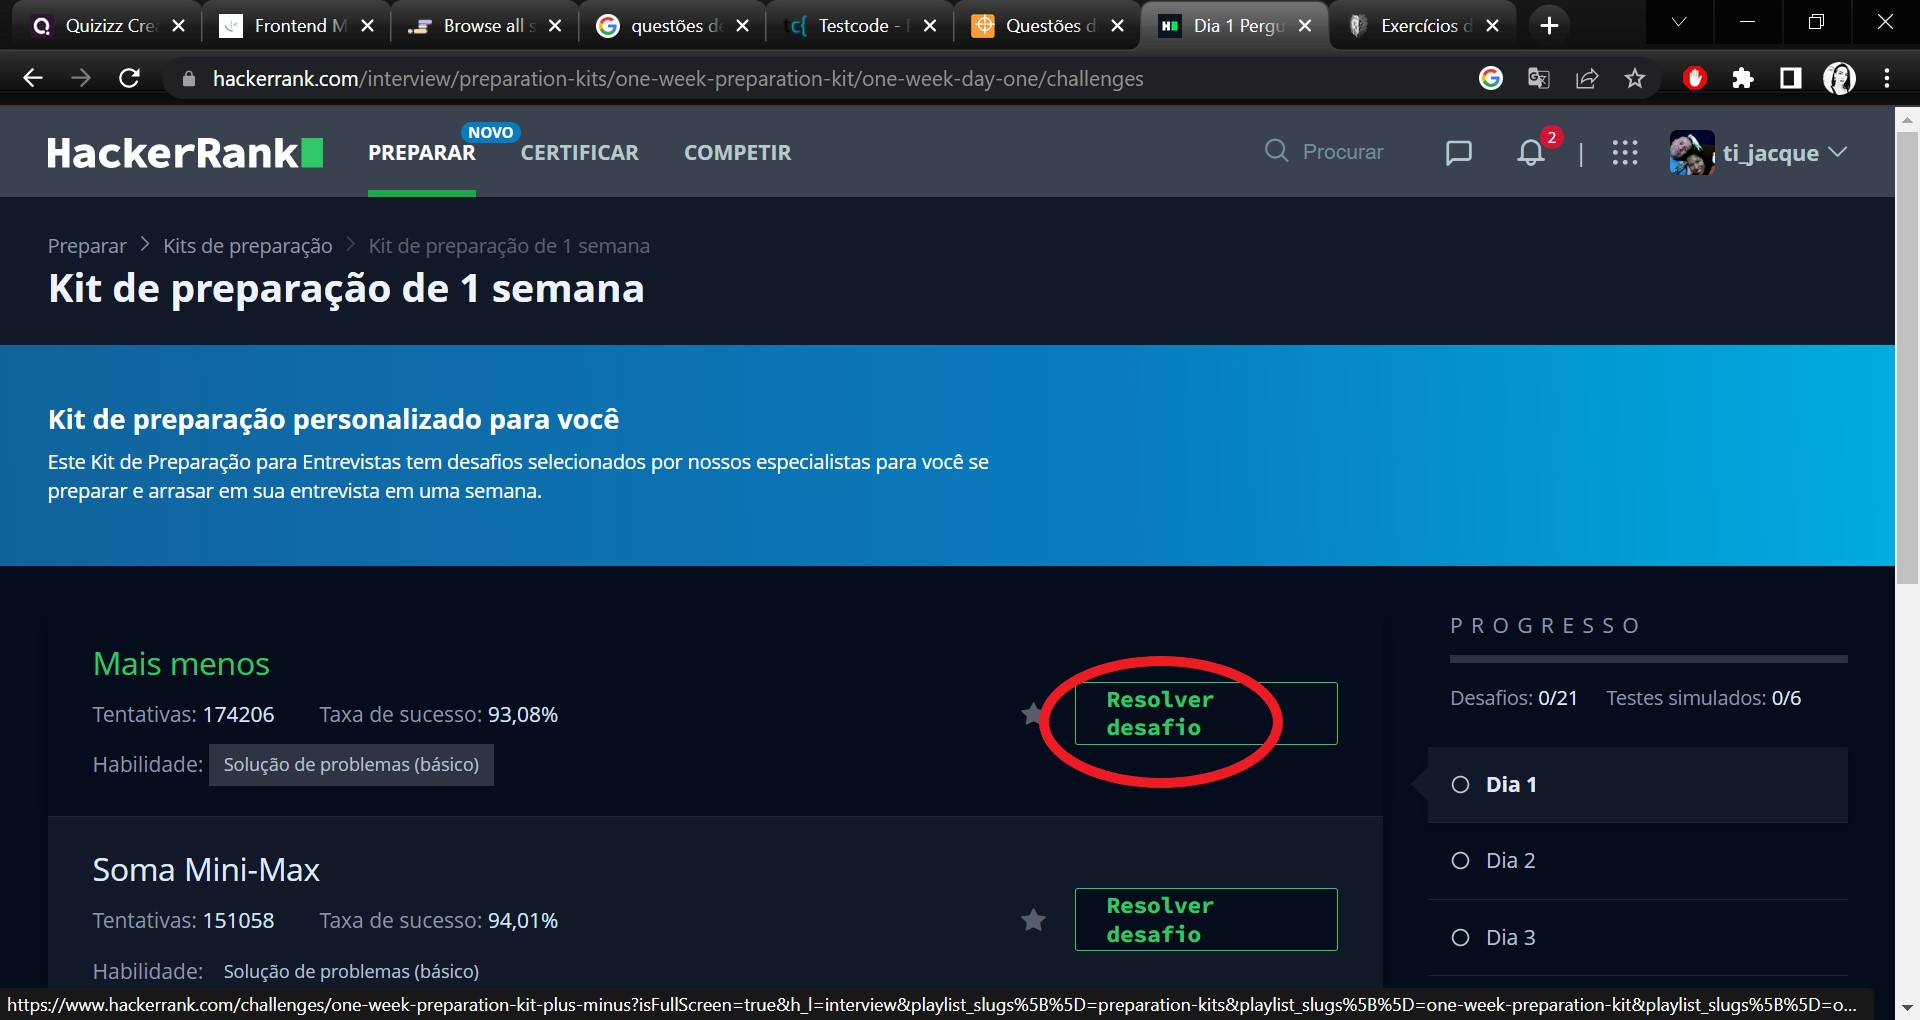 Quizizz Cre
Frontend M
Browse all s
questões de
Testcode -
Questões d
Dia 1 Pergu
Exercícios d
hackerrank.com/interview/preparation-kits/one-week-preparation-kit/one-week-day-one/challenges
HackerRank
PREPARAR
NOVO
CERTIFICAR
COMPETIR
Procurar
2
ti_jacque
Preparar > Kits de preparação > Kit de preparação de 1 semana
Kit de preparação de 1 semana
Kit de preparação personalizado para você
Este Kit de Preparação para Entrevistas tem desafios selecionados por nossos especialistas para você se
preparar e arrasar em sua entrevista em uma semana.
Mais menos
Tentativas: 174206 Taxa de sucesso: 93,08%
Habilidade: Solução de problemas (básico)
Resolver
desafio
Soma Mini-Max
Tentativas: 151058 Taxa de sucesso: 94,01%
Habilidade: Solução de problemas (básico)
Resolver
desafio
PROGRESSO
Desafios: 0/21 Testes simulados: 0/6
Dia 1
Dia 2
Dia 3
https://www.hackerrank.com/challenges/one-week-preparation-kit-plus-minus?isFullScreen=true&h_l=interview&playlist_slugs%5B%5D=preparation-kits&playlist_slugs%5B%5D=one-week-preparation-kit&playlist_slugs%5B%5D=o...